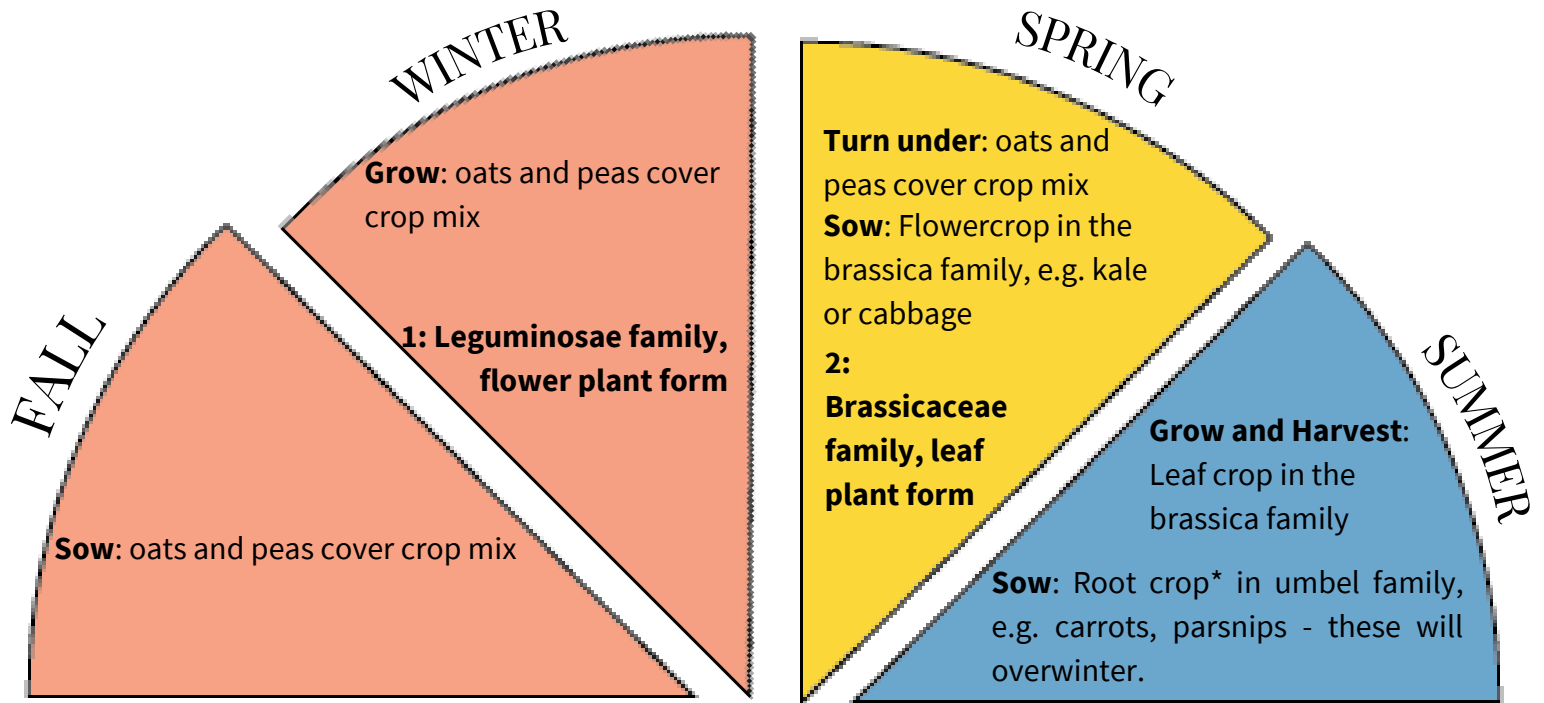 FALL
Sow: oats and peas cover crop mix
WINTER
Grow: oats and peas cover
crop mix
1: Leguminosae family,
flower plant form
SPRING
Turn under: oats and
peas cover crop mix
Sow: Flowercrop in the
brassica family, e.g. kale
or cabbage
2:
Brassicaceae
family, leaf
plant form
SUMMER
Grow and Harvest:
Leaf crop in the
brassica family
Sow: Root crop* in umbel family,
e.g. carrots, parsnips - these will
overwinter.